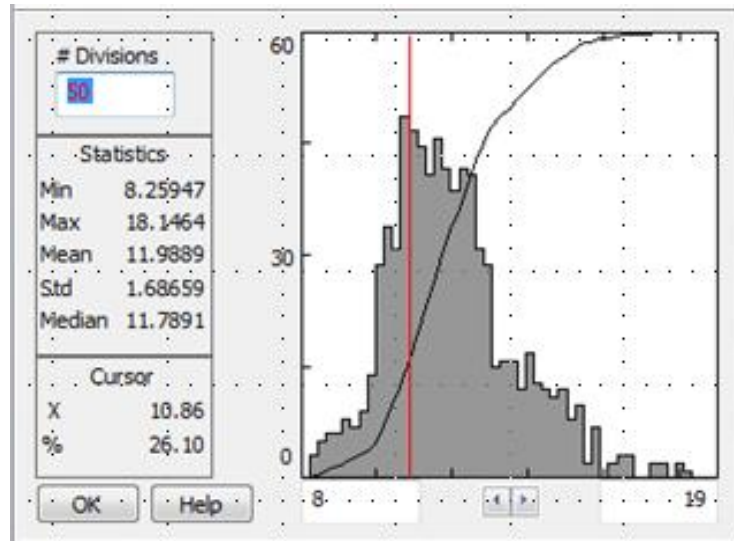 # Divisions
50
Statistics
Min 8.25947
Max 18.1464
Mean 11.9889
Std 1.68659
Median 11.7891
Cursor
X 10.86
% 26.10
OK Help
60
30
0
8 19